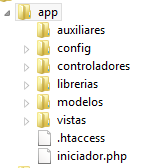 app
auxiliares
config
controladores
librerias
modelos
vistas
.htaccess
iniciador.php